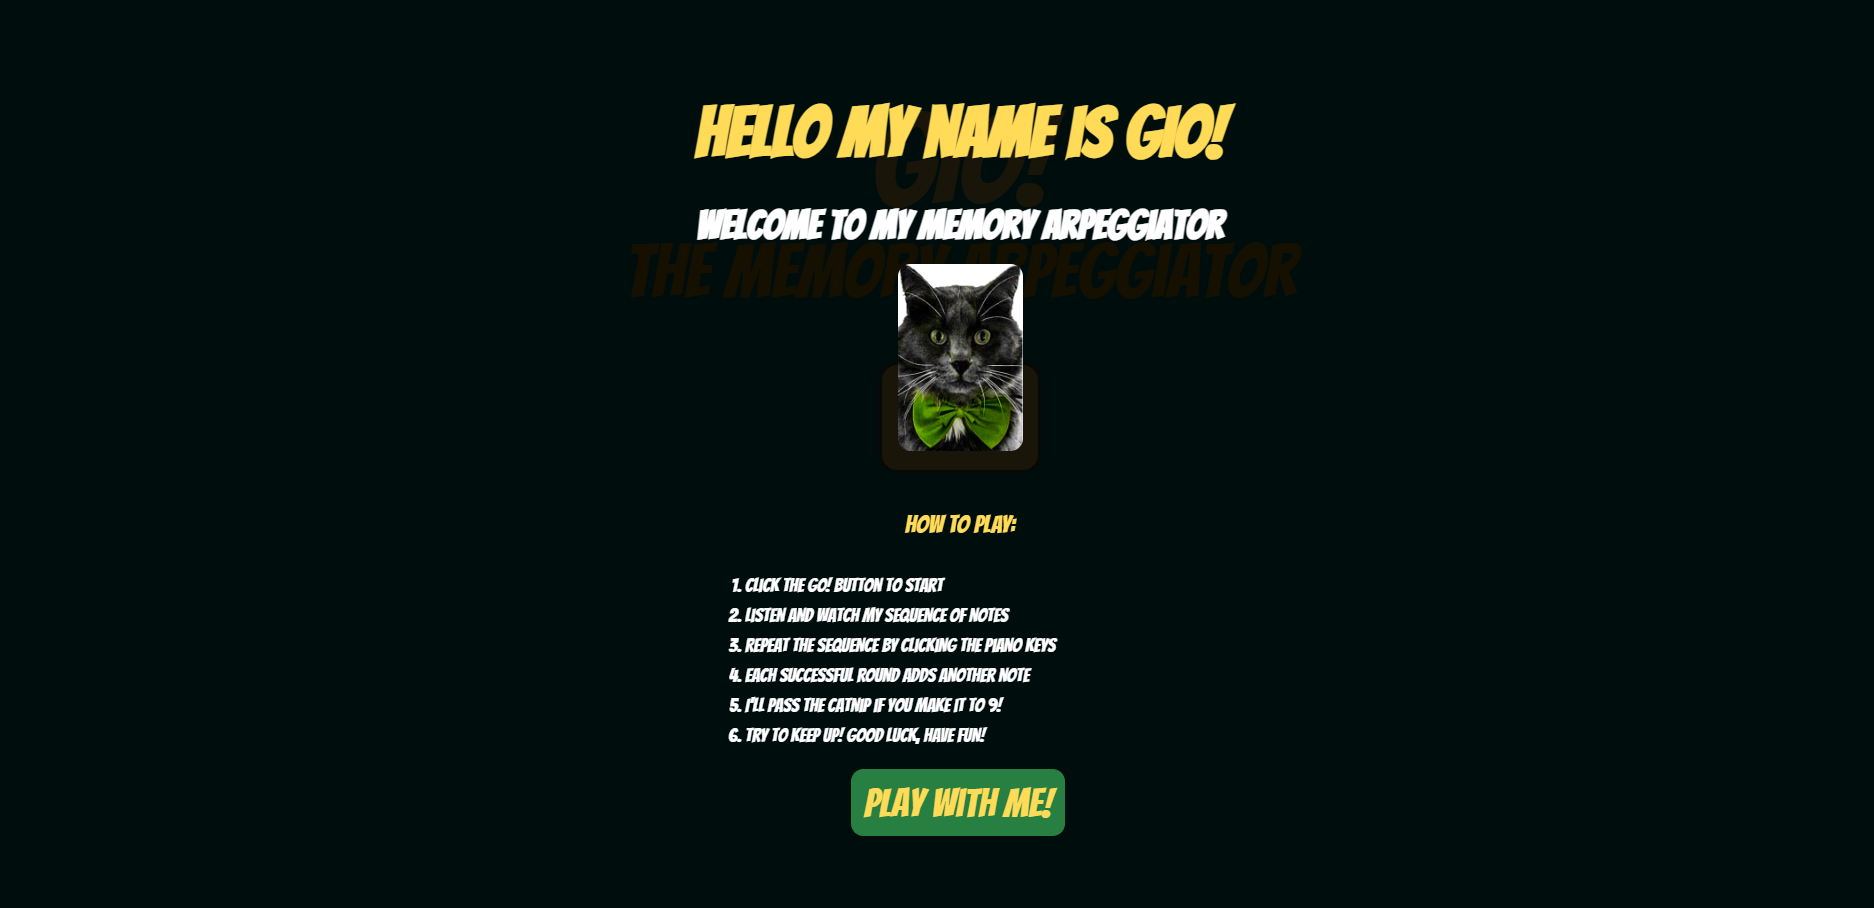 HELLO MY NAME IS GIO!
GIO!
WELCOME TO MY MEMORY ARPEGGIATOR
THE MEMORY ARPEGGIATOR
HOW TO PLAY:
1. CLICK THE GO! BUTTON TO START
2. LISTEN AND WATCH MY SEQUENCE OF NOTES
3. REPEAT THE SEQUENCE BY CLICKING THE PIANO KEYS
4. EACH SUCCESSFUL ROUND ADDS ANOTHER NOTE
5. I'LL PASS THE CATNIP IF YOU MAKE IT TO 9!
6. TRY TO KEEP UP! GOOD LUCK, HAVE FUN!
PLAY WITH ME!